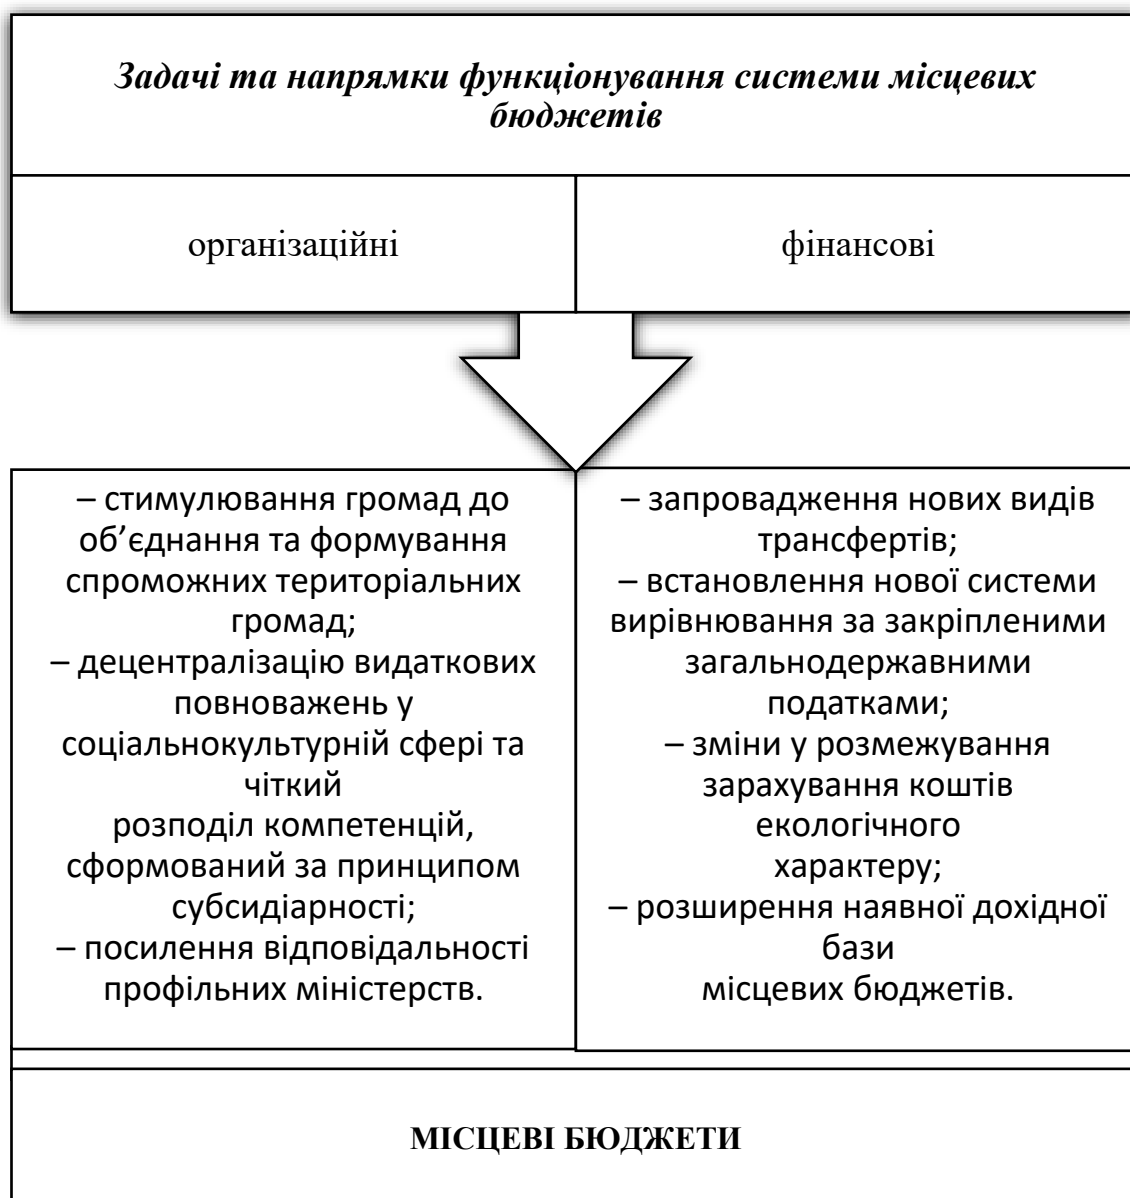 Задачі та напрямки функціонування системи місцевих
бюджетів
організаційні
фінансові
– стимулювання громад до
об’єднання та формування
спроможних територіальних
громад;
– децентралізацію видаткових
повноважень у
соціальнокультурній сфері та
чіткий
розподіл компетенцій,
сформований за принципом
субсидіарності;
– посилення відповідальності
профільних міністерств.
– запровадження нових видів
трансфертів;
– встановлення нової системи
вирівнювання за закріпленими
загальнодержавними
податками;
– зміни у розмежування
зарахування коштів
екологічного
характеру;
– розширення наявної дохідної
бази
місцевих бюджетів.
МІСЦЕВІ БЮДЖЕТИ